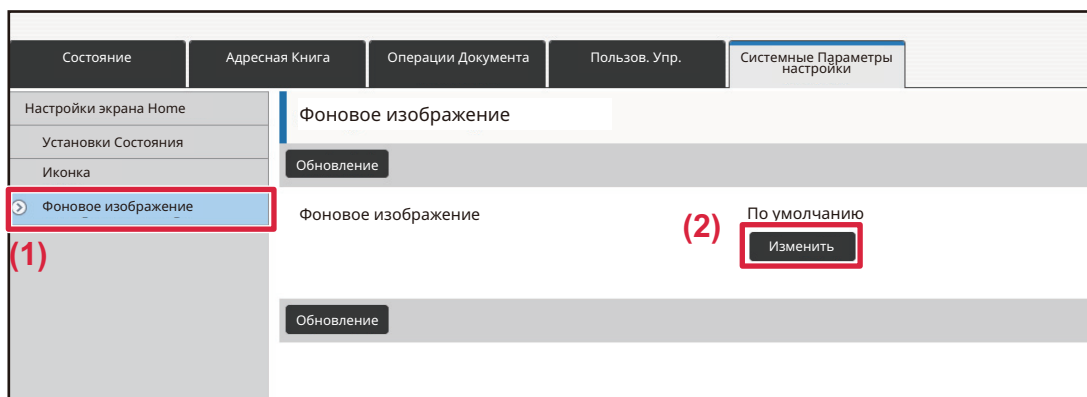 Состояние
Адресная Книга
Операции Документа
Пользов. Упр.
Системные Параметры
настройки
Настройки экрана Home
Установки Состояния
Иконка
Фоновое изображение
(1)
Фоновое изображение
Обновление
Фоновое изображение
По умолчанию
(2)
Изменить
Обновление